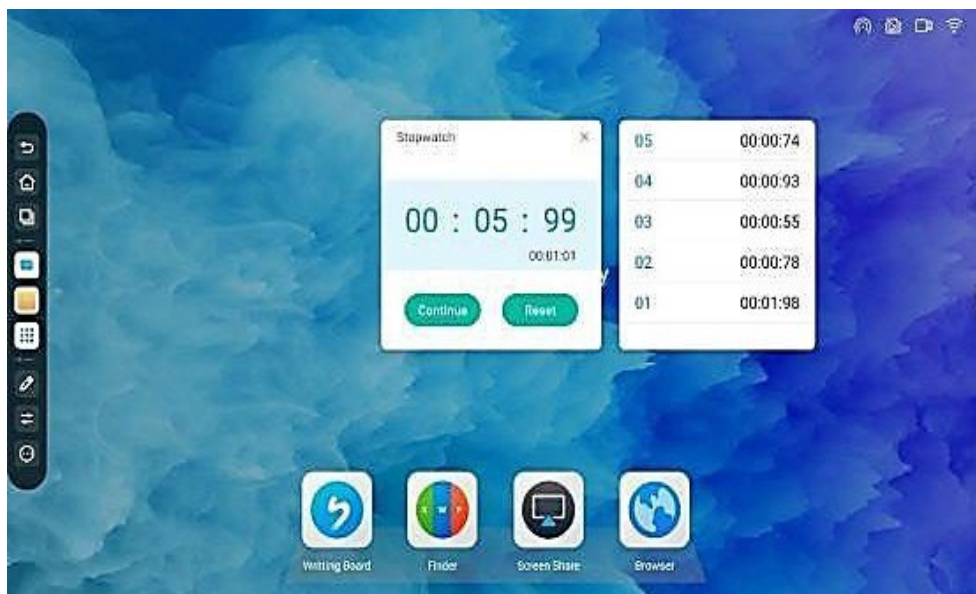 Stopwatch ×
00 : 05 : 99
00:01:01
Continue Reset
05 00:00:74
04 00:00:93
03 00:00:55
02 00:00:78
01 00:01:98
y
Writing Board
Finder
Screen Share
Browser